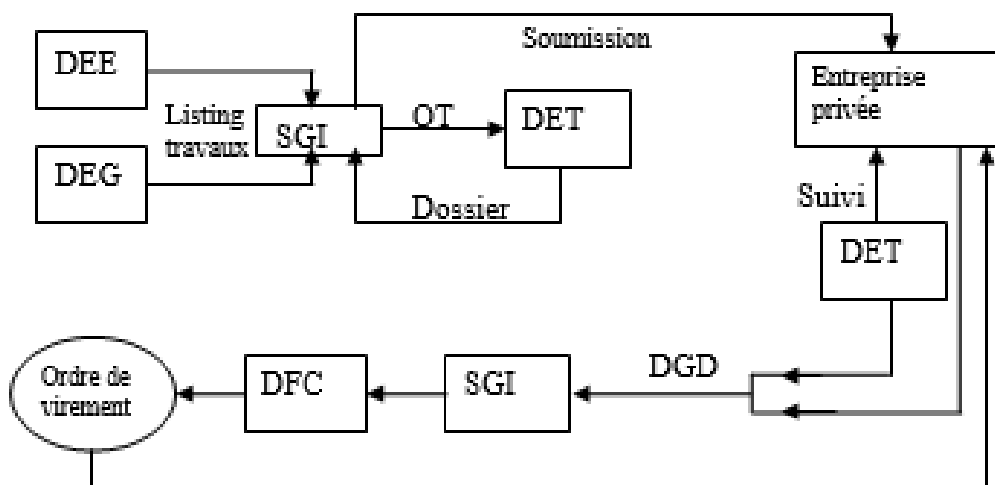 Soumission
DEE
Entreprise
privée
Listing
travaux
SGI
OT
DET
DEG
Dossier
Suivi
DET
Ordre de
virement
DFC
SGI
DGD